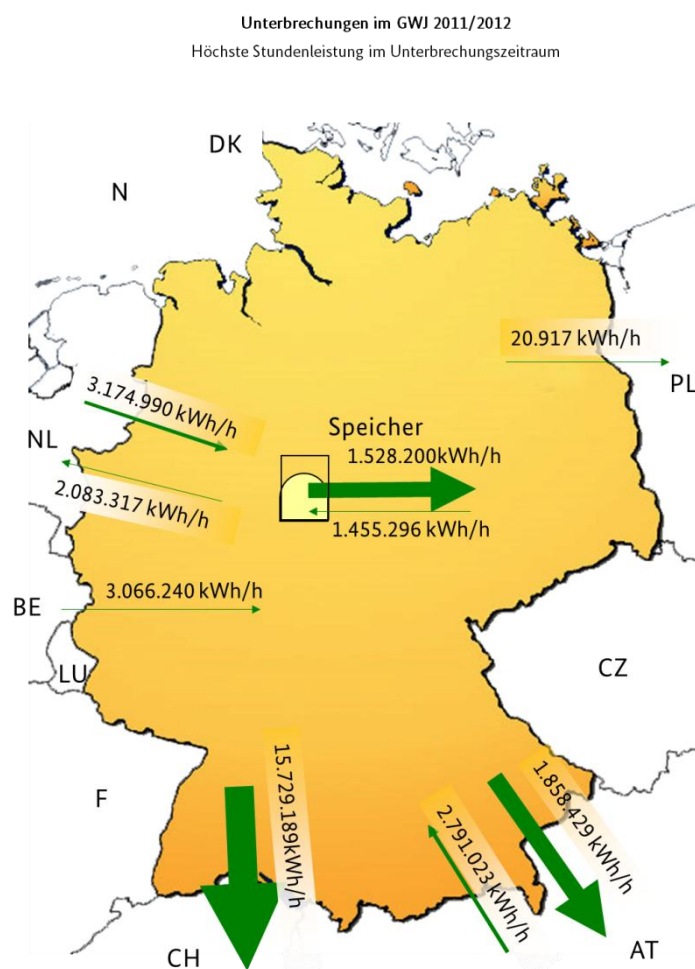 Unterbrechungen im GWJ 2011/2012
Höchste Stundenleistung im Unterbrechungszeitraum
DK
N
20.917 kWh/h
PL
3.174.990 kWh/h
NL
Speicher
1.528.200kWh/h
2.083.317 kWh/h
1.455.296 kWh/h
BE
3.066.240 kWh/h
LU
CZ
F
15.729.189kWh/h
2.791.023 kWh/h
1.858.429 kWh/h
CH
AT